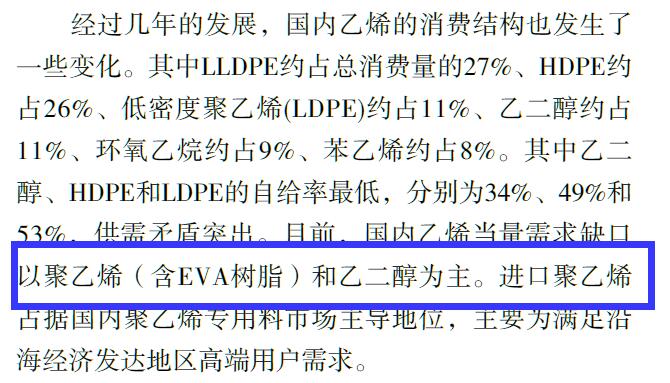 经过几年的发展，国内乙烯的消费结构也发生了
一些变化。其中LLDPE约占总消费量的27%、HDPE约
占26%、低密度聚乙烯(LDPE)约占11%、乙二醇约占
11%、环氧乙烷约占9%、苯乙烯约占8%。其中乙二
醇、HDPE和LDPE的自给率最低，分别为34%、49%和
53%，供需矛盾突出。目前，国内乙烯当量需求缺口
以聚乙烯（含EVA树脂）和乙二醇为主。进口聚乙烯
占据国内聚乙烯专用料市场主导地位，主要为满足沿
海经济发达地区高端用户需求。